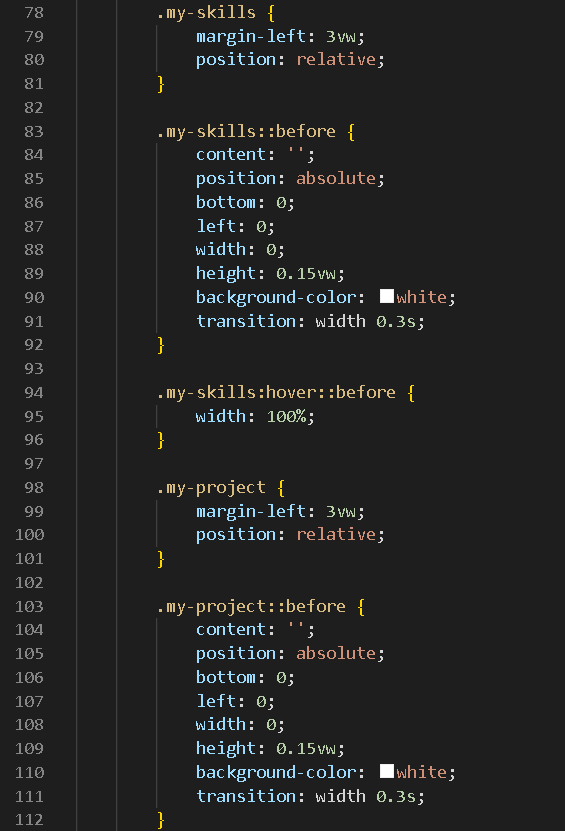 78 .my-skills {
79 margin-left: 3vw;
80 position: relative;
81 }
82
83 .my-skills::before {
84 content: '';
85 position: absolute;
86 bottom: 0;
87 left: 0;
88 width: 0;
89 height: 0.15vw;
90 background-color: white;
91 transition: width 0.3s;
92 }
93
94 .my-skills:hover::before {
95 width: 100%;
96 }
97
98 .my-project {
99 margin-left: 3vw;
100 position: relative;
101 }
102
103 .my-project::before {
104 content: '';
105 position: absolute;
106 bottom: 0;
107 left: 0;
108 width: 0;
109 height: 0.15vw;
110 background-color: white;
111 transition: width 0.3s;
112 }